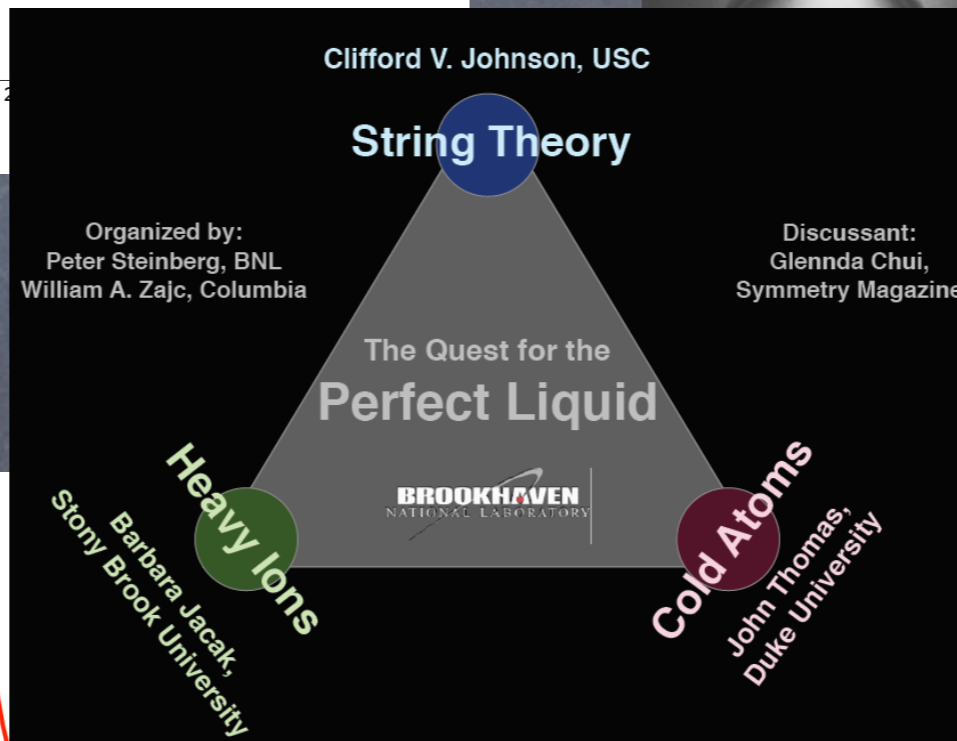 Clifford V. Johnson, USC
String Theory
Organized by:
Peter Steinberg, BNL
William A. Zajc, Columbia
Discussant:
Glennda Chui,
Symmetry Magazine
The Quest for the
Perfect Liquid
BROOKHAVEN
NATIONAL LABORATORY
Heavy Ions
Barbara Jacak,
Stony Brook University
Cold Atoms
John Thomas,
Duke University